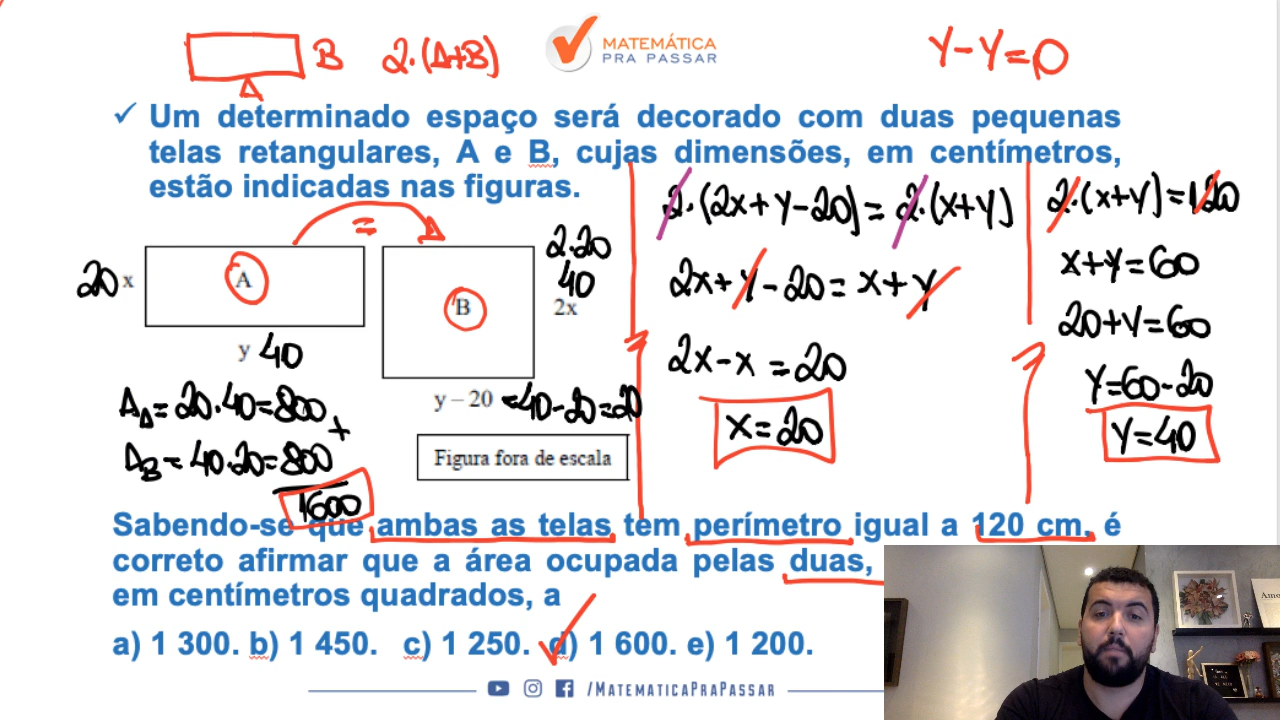 B 2·(A+B)
A
MATEMÁTICA
PRA PASSAR
Y-Y=0
✓ Um determinado espaço será decorado com duas pequenas
telas retangulares, A e B, cujas dimensões, em centímetros,
estão indicadas nas figuras.
=
20 x
A
y 40
B
2·20
40
2x
y – 20 =40-20=20
Figura fora de escala
A_A=20·40=800
+
A_B=40·20=800
1600
2·(2x+y-20)=2·(x+y)
2x+y-20=x+y
2x-x=20
x=20
2·(x+y)=120
x+y=60
20+y=60
y=60-20
y=40
Sabendo-se que ambas as telas têm perímetro igual a 120 cm, é
correto afirmar que a área ocupada pelas duas,
em centímetros quadrados, a
a) 1 300. b) 1 450. c) 1 250. d) 1 600. e) 1 200.
/MatematicaPraPassar
Ame